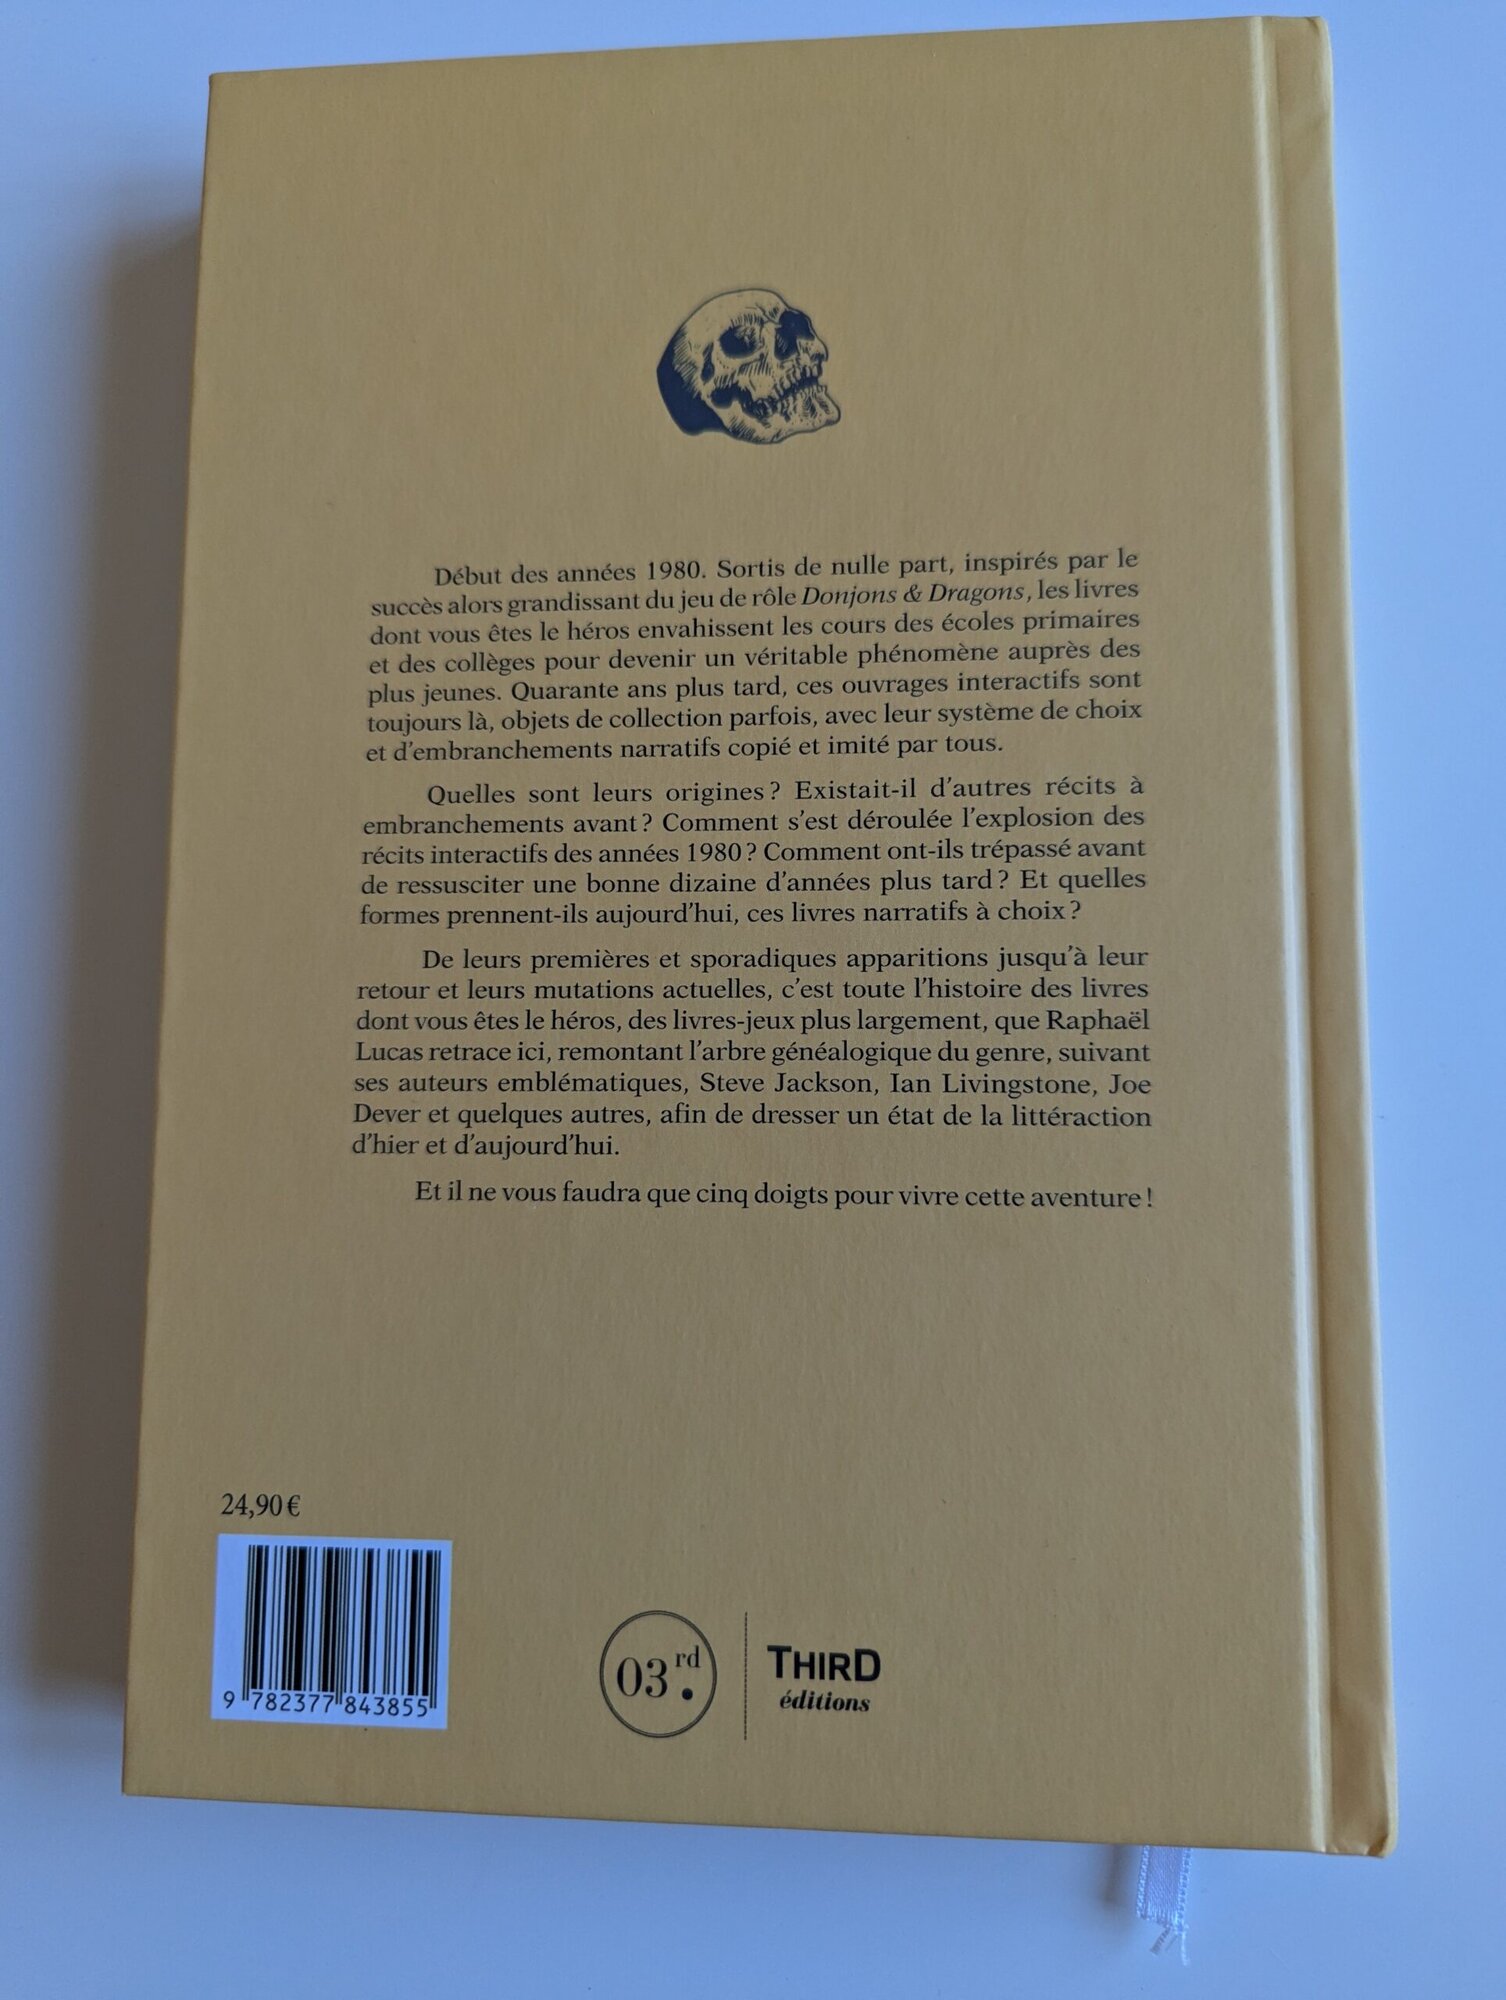 Début des années 1980. Sortis de nulle part, inspirés par le
succès alors grandissant du jeu de rôle Donjons & Dragons, les livres
dont vous êtes le héros envahissent les cours des écoles primaires
et des collèges pour devenir un véritable phénomène auprès des
plus jeunes. Quarante ans plus tard, ces ouvrages interactifs sont
toujours là, objets de collection parfois, avec leur système de choix
et d'embranchements narratifs copié et imité par tous.
Quelles sont leurs origines ? Existait-il d'autres récits à
embranchements avant ? Comment s'est déroulée l'explosion des
récits interactifs des années 1980 ? Comment ont-ils trépassé avant
de ressusciter une bonne dizaine d'années plus tard ? Et quelles
formes prennent-ils aujourd'hui, ces livres narratifs à choix ?
De leurs premières et sporadiques apparitions jusqu'à leur
retour et leurs mutations actuelles, c'est toute l'histoire des livres
dont vous êtes le héros, des livres-jeux plus largement, que Raphaël
Lucas retrace ici, remontant l'arbre généalogique du genre, suivant
ses auteurs emblématiques, Steve Jackson, Ian Livingstone, Joe
Dever et quelques autres, afin de dresser un état de la littéraction
d'hier et d'aujourd'hui.
Et il ne vous faudra que cinq doigts pour vivre cette aventure !
24,90 €
9 782377 843855
03.rd
THIRD
éditions